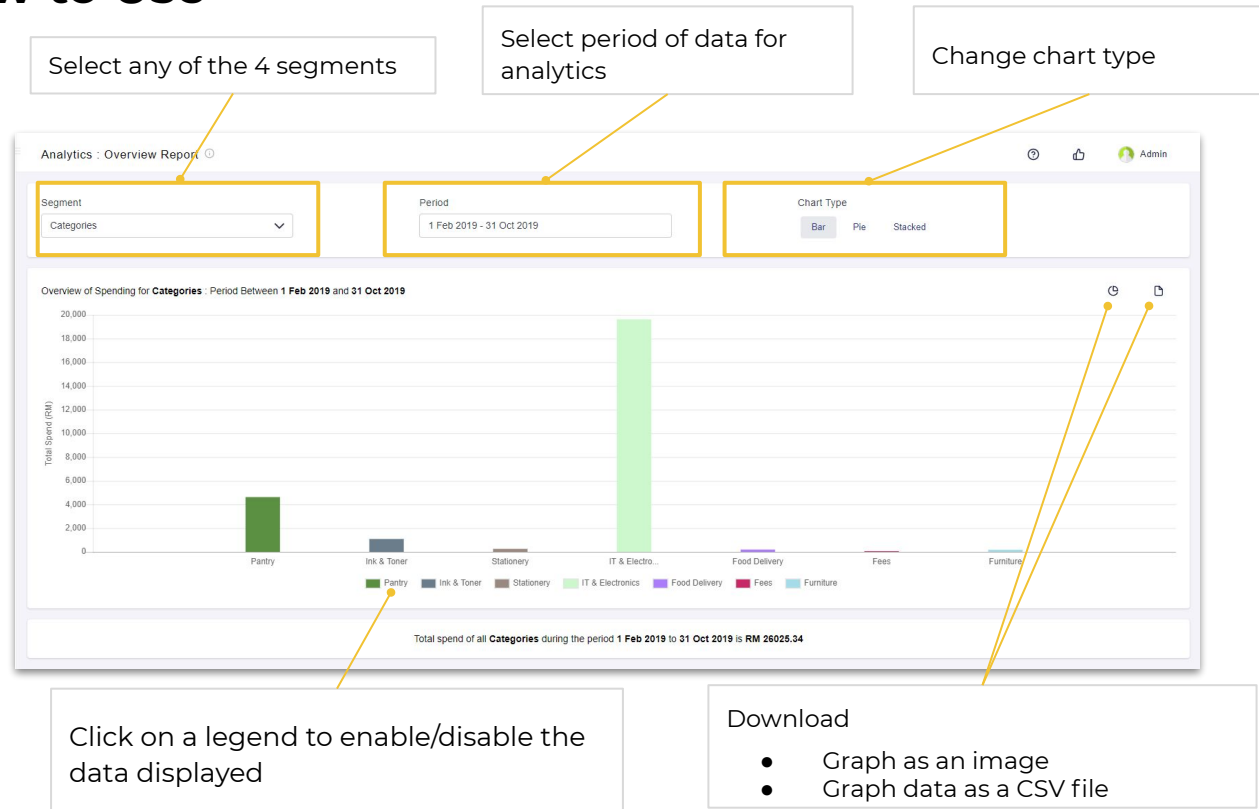 to Use
Select any of the 4 segments
Select period of data for
analytics
Change chart type
Analytics : Overview Report
Admin
Segment
Period
Chart Type
Categories
1 Feb 2019 - 31 Oct 2019
Bar Pie Stacked
Overview of Spending for Categories : Period Between 1 Feb 2019 and 31 Oct 2019
20,000
18,000
16,000
14,000
12,000
10,000
8,000
6,000
4,000
2,000
0
Total Spend (RM)
Pantry Ink & Toner Stationery IT & Electro... Food Delivery Fees Furniture
Pantry Ink & Toner Stationery IT & Electronics Food Delivery Fees Furniture
Total spend of all Categories during the period 1 Feb 2019 to 31 Oct 2019 is RM 26025.34
Click on a legend to enable/disable the
data displayed
Download
● Graph as an image
● Graph data as a CSV file